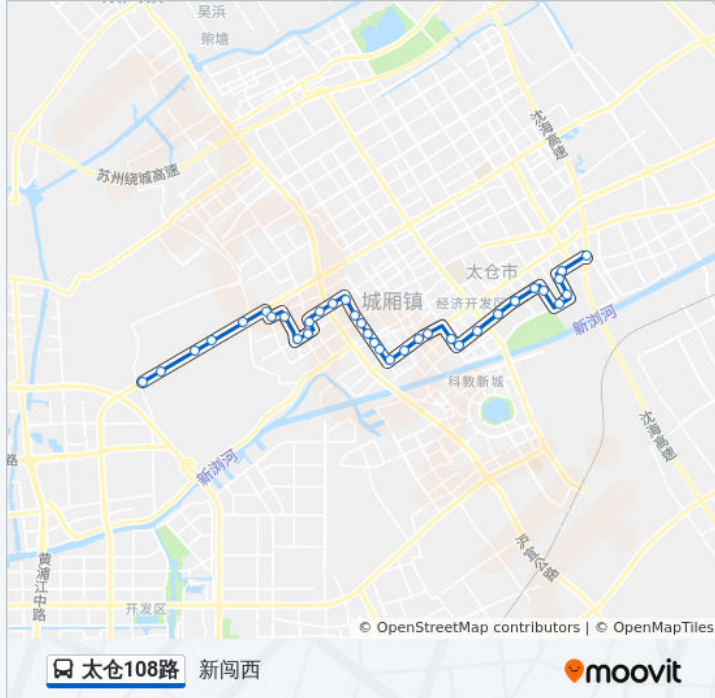 吴浜
柴塘
沈海高速
苏州绕城高速
太仓市
城厢镇
经济开发区
新浏河
科教新城
新浏河
沈海高速
路
沪宜公路
黄浦江中路
开发区
© OpenStreetMap contributors | © OpenMapTiles
太仓108路 新闯西
moovit